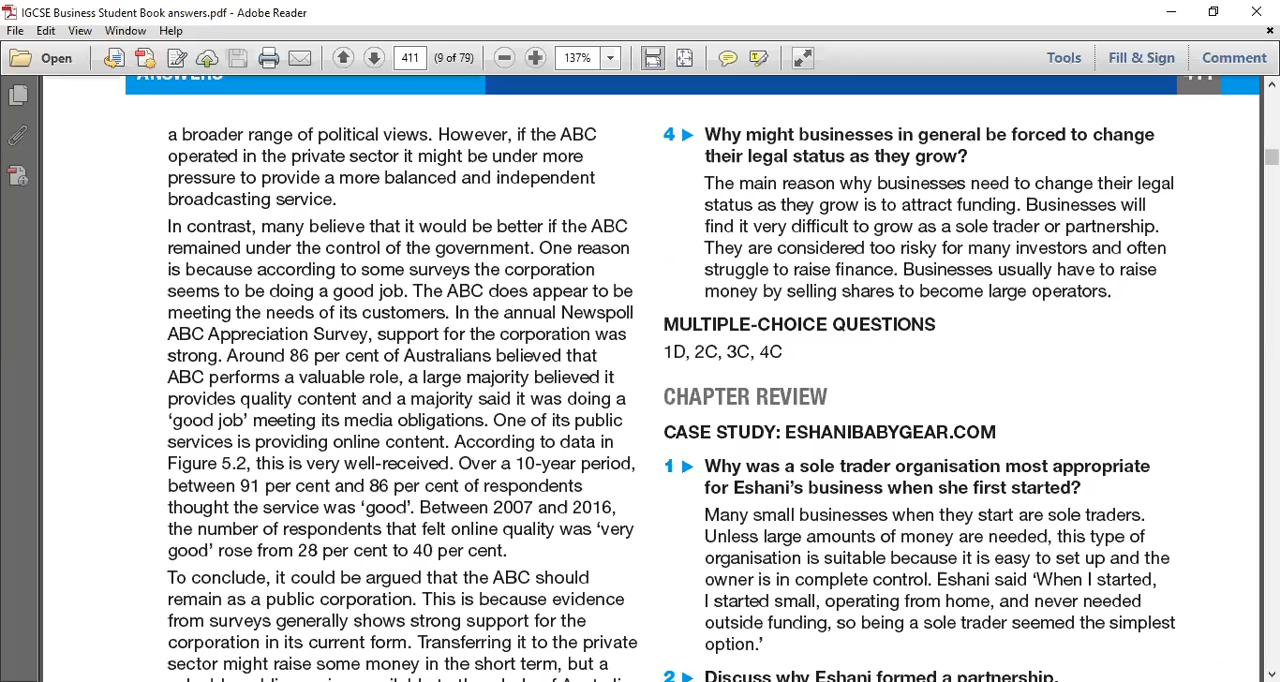 IGCSE Business Student Book answers.pdf - Adobe Reader
File Edit View Window Help
Open 411 (9 of 79) 137% Tools Fill & Sign Comment
ANSWERS
a broader range of political views. However, if the ABC
operated in the private sector it might be under more
pressure to provide a more balanced and independent
broadcasting service.
In contrast, many believe that it would be better if the ABC
remained under the control of the government. One reason
is because according to some surveys the corporation
seems to be doing a good job. The ABC does appear to be
meeting the needs of its customers. In the annual Newspoll
ABC Appreciation Survey, support for the corporation was
strong. Around 86 per cent of Australians believed that
ABC performs a valuable role, a large majority believed it
provides quality content and a majority said it was doing a
‘good job’ meeting its media obligations. One of its public
services is providing online content. According to data in
Figure 5.2, this is very well-received. Over a 10-year period,
between 91 per cent and 86 per cent of respondents
thought the service was ‘good’. Between 2007 and 2016,
the number of respondents that felt online quality was ‘very
good’ rose from 28 per cent to 40 per cent.
To conclude, it could be argued that the ABC should
remain as a public corporation. This is because evidence
from surveys generally shows strong support for the
corporation in its current form. Transferring it to the private
sector might raise some money in the short term, but a
4 Why might businesses in general be forced to change
their legal status as they grow?
The main reason why businesses need to change their legal
status as they grow is to attract funding. Businesses will
find it very difficult to grow as a sole trader or partnership.
They are considered too risky for many investors and often
struggle to raise finance. Businesses usually have to raise
money by selling shares to become large operators.
MULTIPLE-CHOICE QUESTIONS
1D, 2C, 3C, 4C
CHAPTER REVIEW
CASE STUDY: ESHANIBABYGEAR.COM
1 Why was a sole trader organisation most appropriate
for Eshani’s business when she first started?
Many small businesses when they start are sole traders.
Unless large amounts of money are needed, this type of
organisation is suitable because it is easy to set up and the
owner is in complete control. Eshani said ‘When I started,
I started small, operating from home, and never needed
outside funding, so being a sole trader seemed the simplest
option.’
2 Discuss why Eshani formed a partnership.